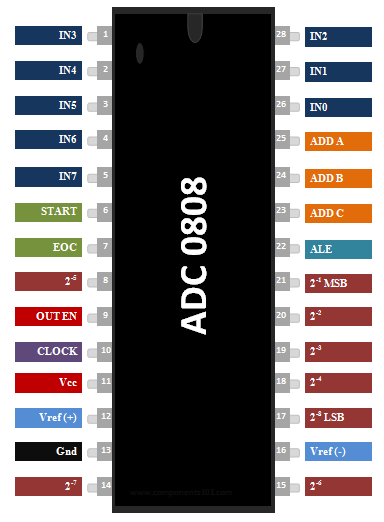 IN3 1 28 IN2
IN4 2 27 IN1
IN5 3 26 IN0
IN6 4 25 ADD A
IN7 5 24 ADD B
START 6 23 ADD C
EOC 7 22 ALE
2⁻⁵ 8 21 2⁻¹ MSB
OUT EN 9 20 2⁻²
CLOCK 10 19 2⁻³
Vcc 11 18 2⁻⁴
Vref (+) 12 17 2⁻⁸ LSB
Gnd 13 16 Vref (-)
2⁻⁷ 14 15 2⁻⁶
ADC 0808
www.components101.com